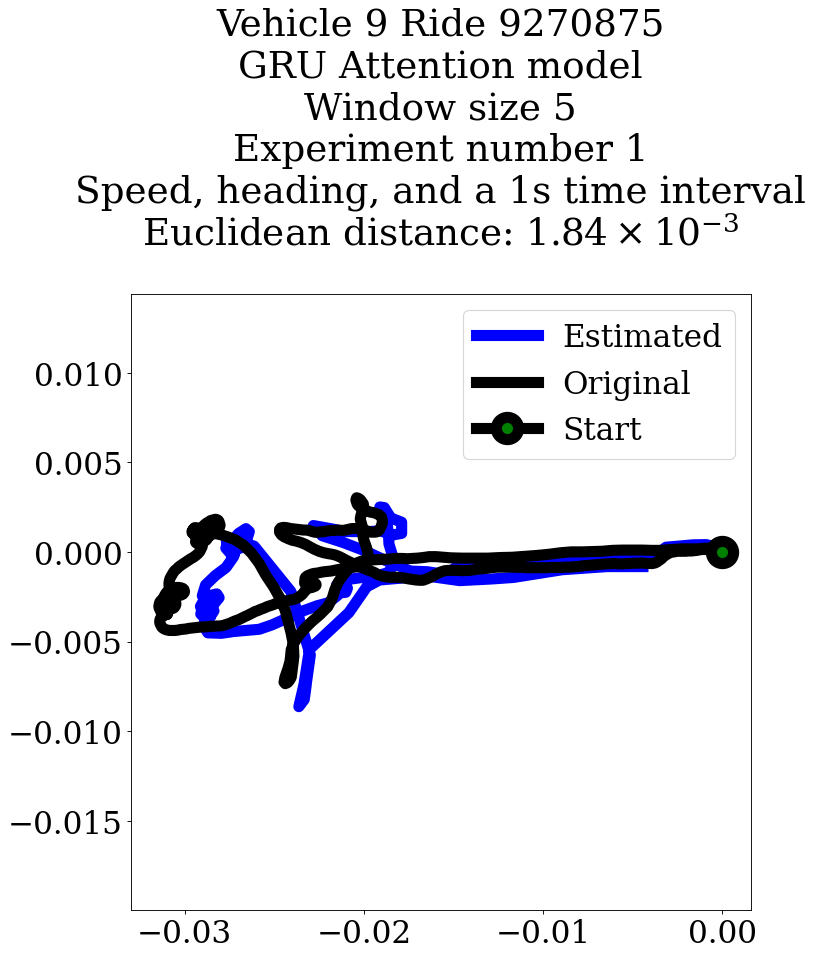 Vehicle 9 Ride 9270875
GRU Attention model
Window size 5
Experiment number 1
Speed, heading, and a 1s time interval
Euclidean distance: 1.84 × 10⁻³
Estimated
Original
Start
0.010
0.005
0.000
−0.005
−0.010
−0.015
−0.03 −0.02 −0.01 0.00